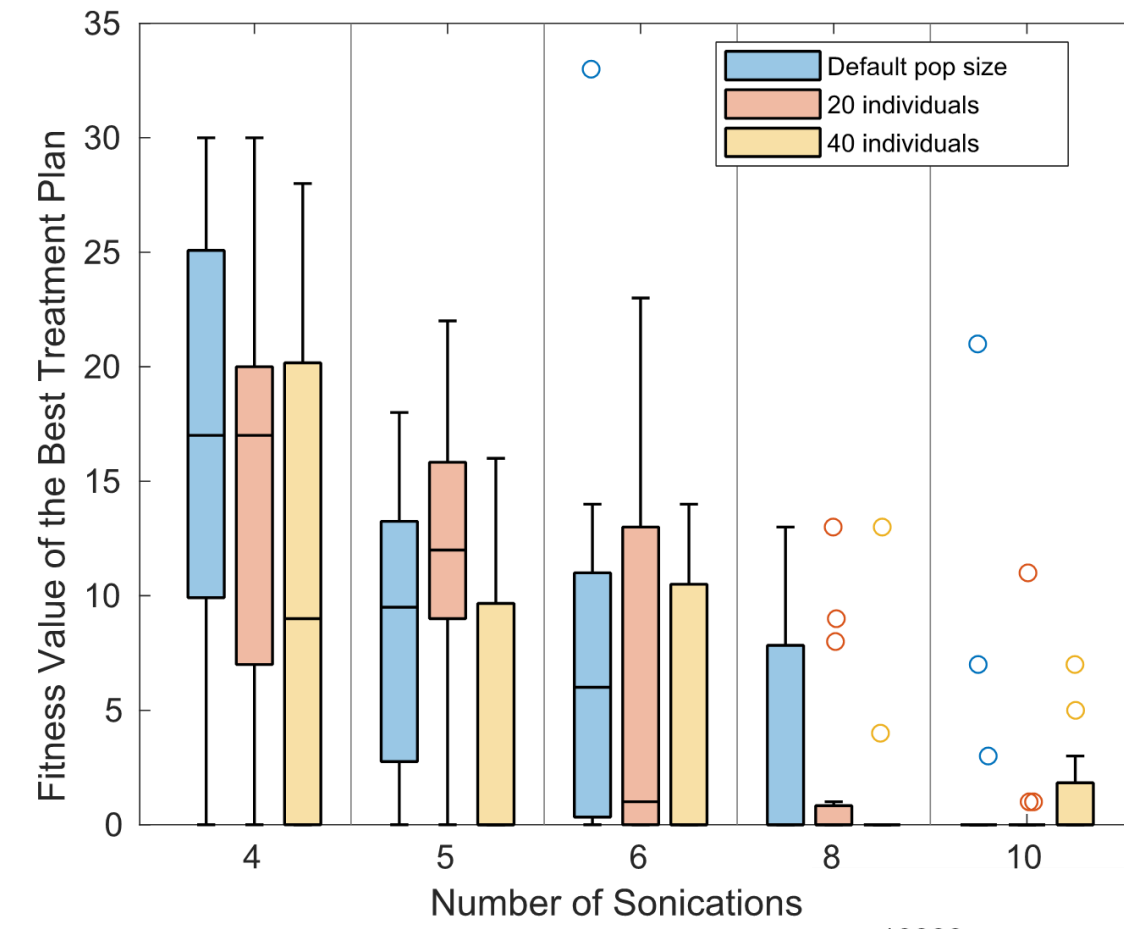 35
30
25
20
15
10
5
0
Fitness Value of the Best Treatment Plan
Default pop size
20 individuals
40 individuals
4 5 6 8 10
Number of Sonications